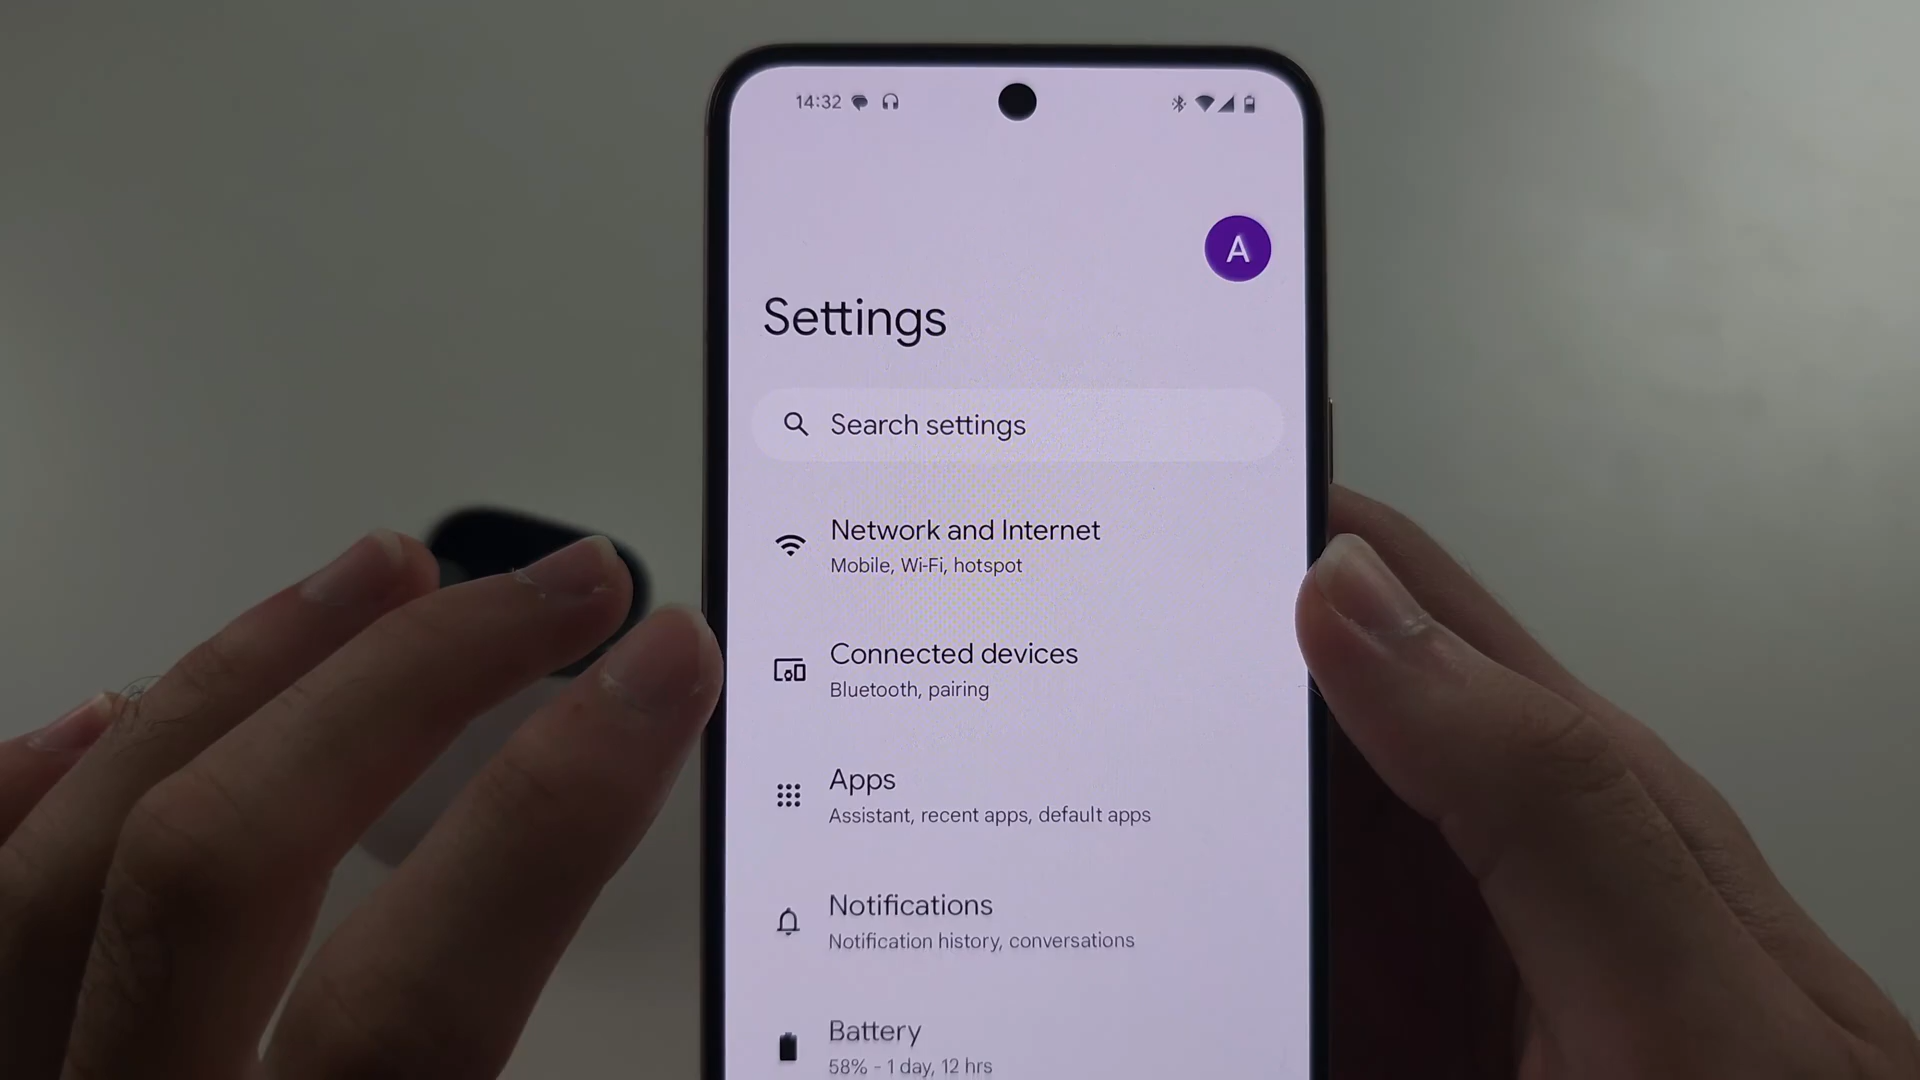 14:32
A
Settings
Search settings
Network and Internet
Mobile, Wi-Fi, hotspot
Connected devices
Bluetooth, pairing
Apps
Assistant, recent apps, default apps
Notifications
Notification history, conversations
Battery
58% - 1 day, 12 hrs